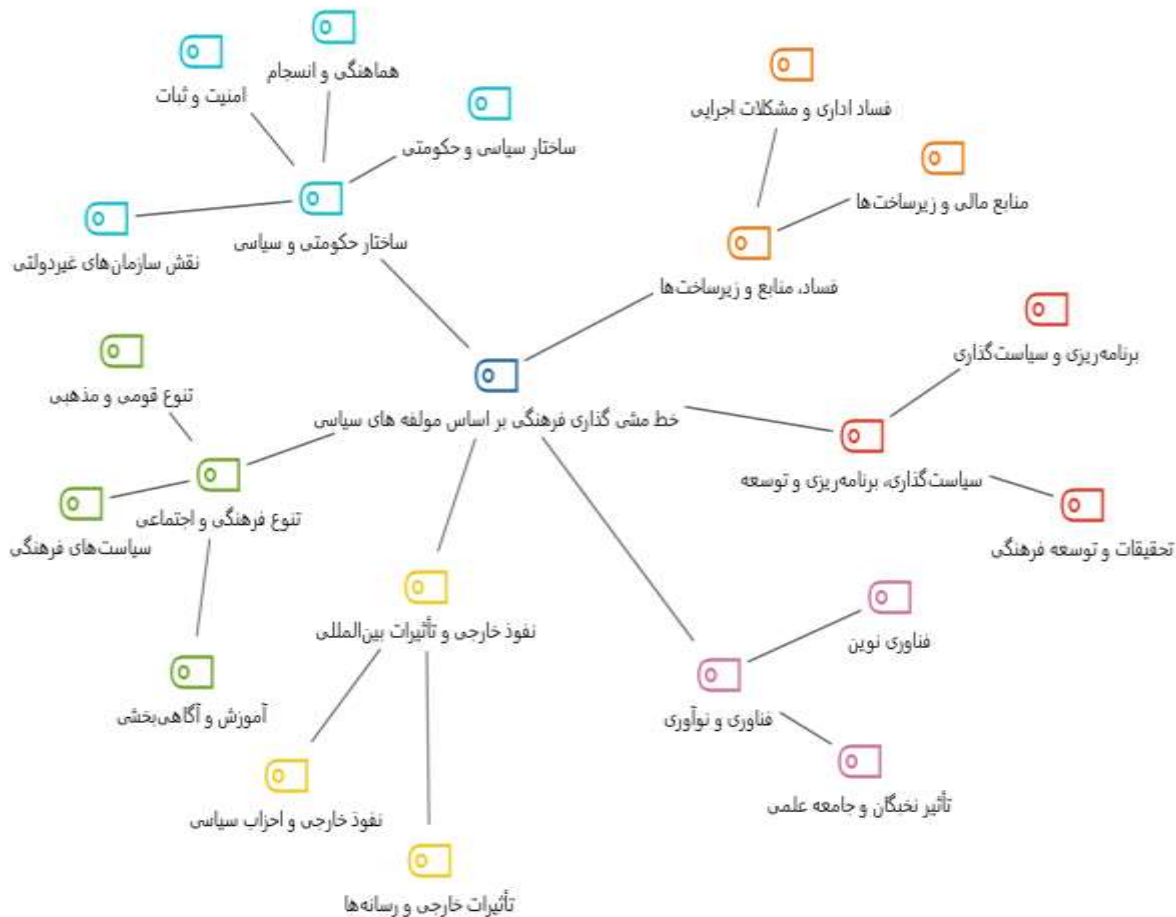 هماهنگی و انسجام
امنیت و ثبات
فساد اداری و مشکلات اجرایی
ساختار سیاسی و حکومتی
منابع مالی و زیرساخت‌ها
ساختار حکومتی و سیاسی
نقش سازمان‌های غیردولتی
فساد، منابع و زیرساخت‌ها
برنامه‌ریزی و سیاست‌گذاری
تنوع قومی و مذهبی
خط مشی گذاری فرهنگی بر اساس مولفه های سیاسی
سیاست‌گذاری، برنامه‌ریزی و توسعه
تنوع فرهنگی و اجتماعی
سیاست‌های فرهنگی
تحقیقات و توسعه فرهنگی
نفوذ خارجی و تأثیرات بین‌المللی
فناوری نوین
آموزش و آگاهی‌بخشی
فناوری و نوآوری
تأثیر نخبگان و جامعه علمی
نفوذ خارجی و احزاب سیاسی
تأثیرات خارجی و رسانه‌ها